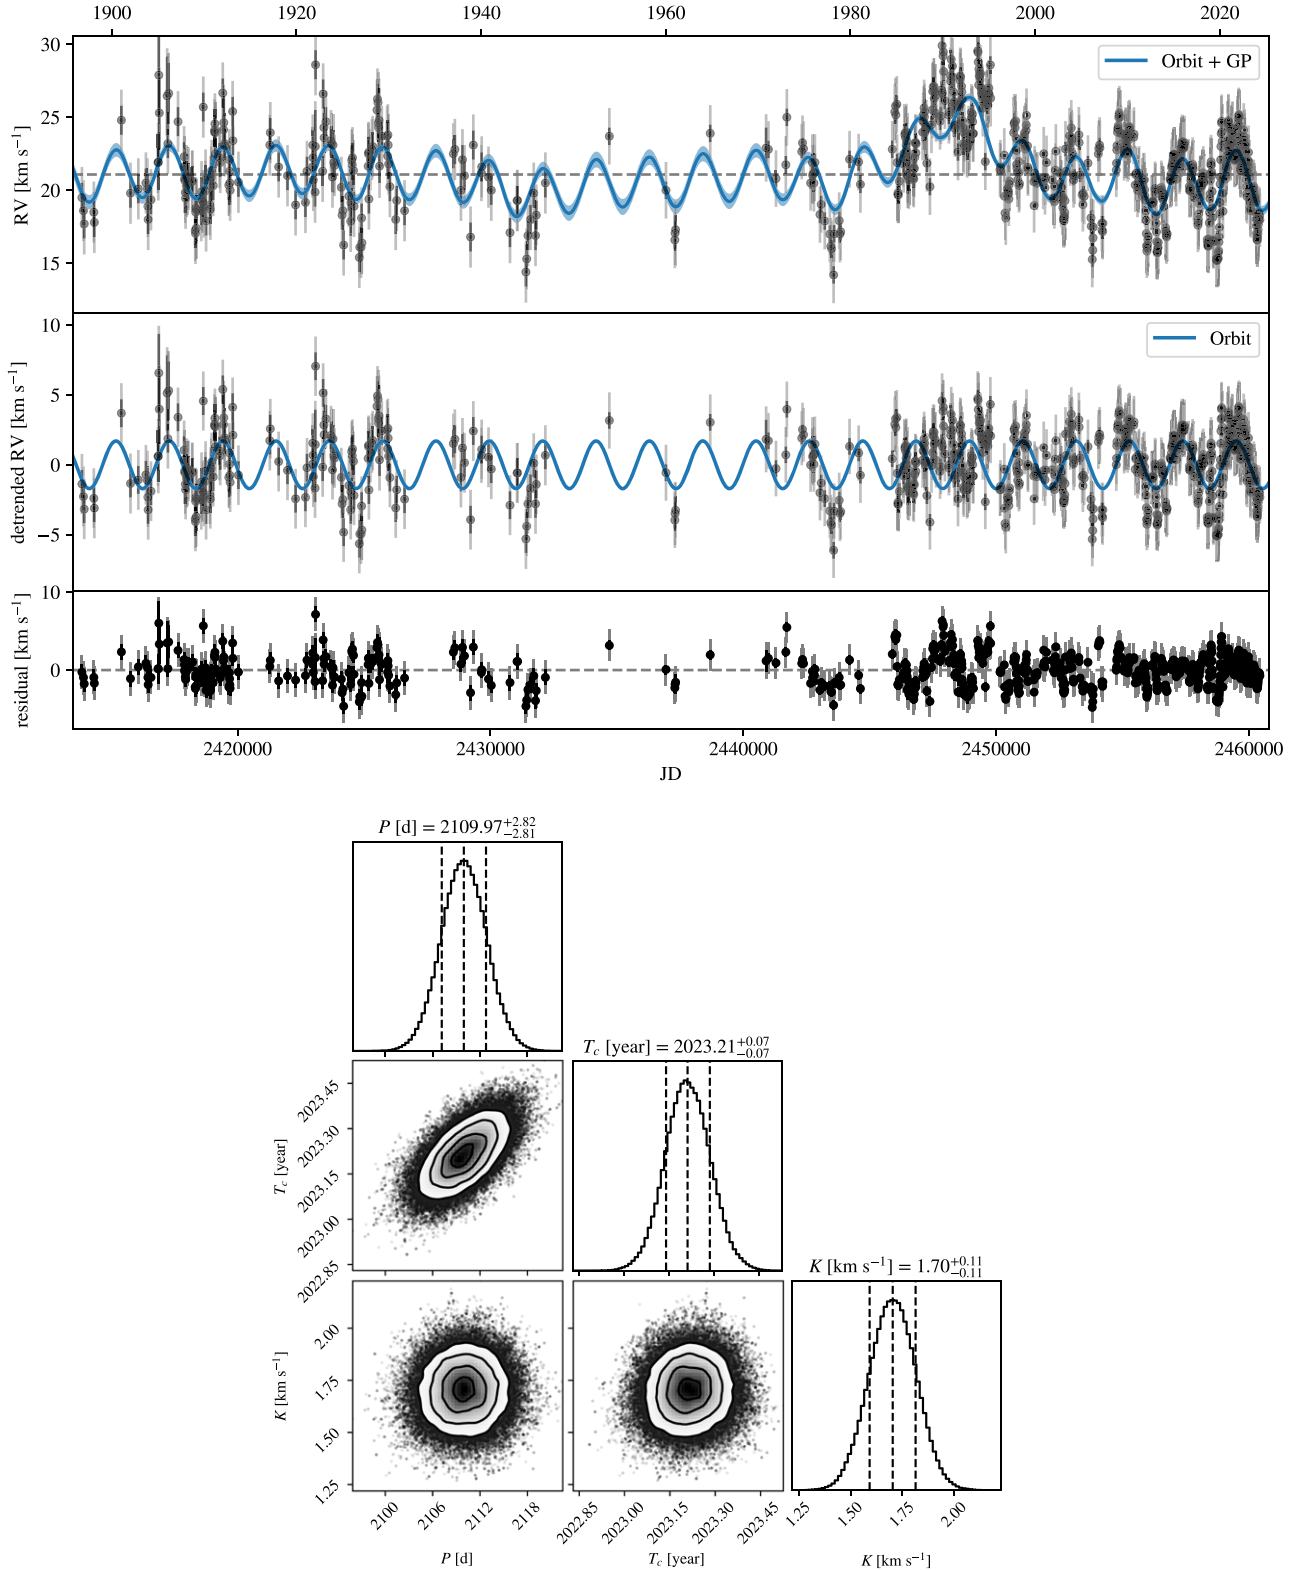 1900 1920 1940 1960 1980 2000 2020
30
25
20
15
RV [km s⁻¹]
Orbit + GP
10
5
0
−5
detrended RV [km s⁻¹]
Orbit
10
0
residual [km s⁻¹]
2420000 2430000 2440000 2450000 2460000
JD
P [d] = 2109.97+2.82−2.81
Tc [year] = 2023.21+0.07−0.07
2023.45
2023.30
2023.15
2023.00
2022.85
Tc [year]
K [km s⁻¹] = 1.70+0.11−0.11
2.00
1.75
1.50
1.25
K [km s⁻¹]
2100 2106 2112 2118
2022.85 2023.00 2023.15 2023.30 2023.45
1.25 1.50 1.75 2.00
P [d]
Tc [year]
K [km s⁻¹]